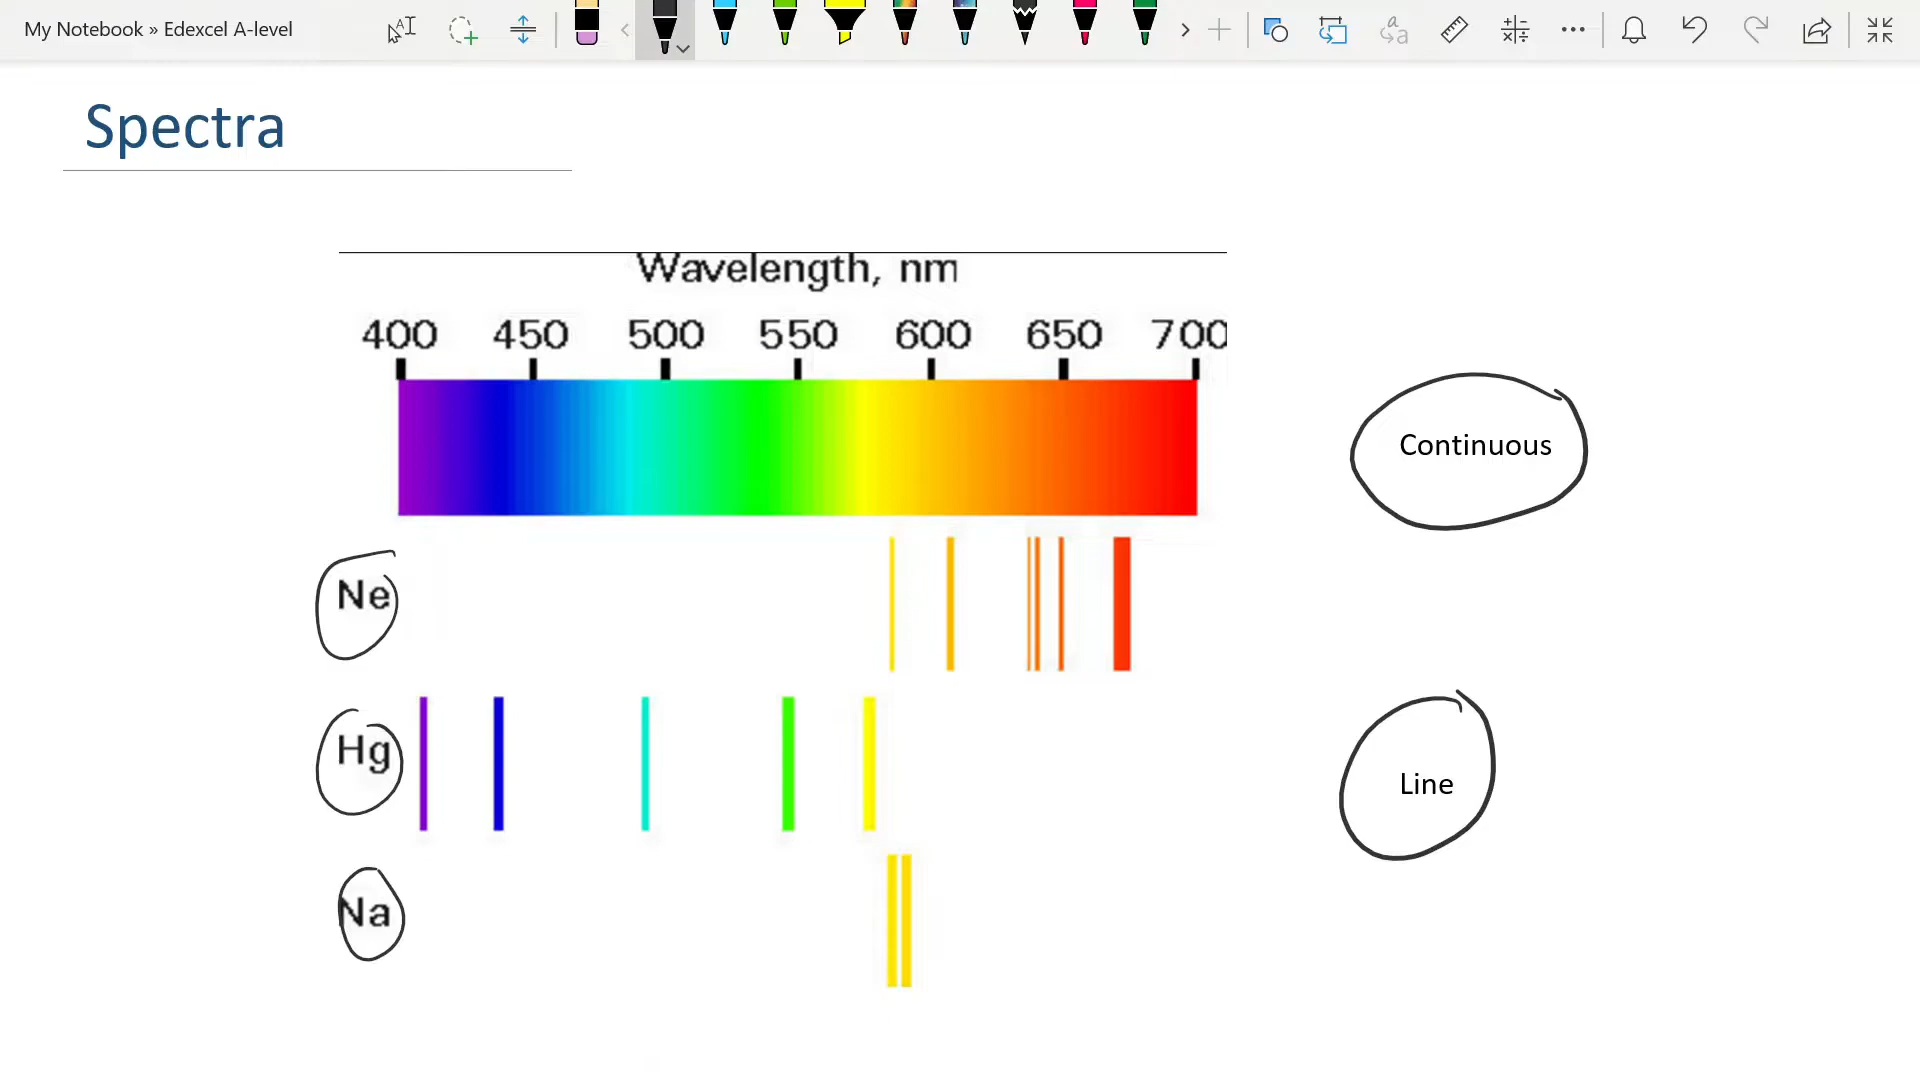 My Notebook » Edexcel A-level
Spectra
Wavelength, nm
400 450 500 550 600 650 700
Continuous
Ne
Hg
Line
Na